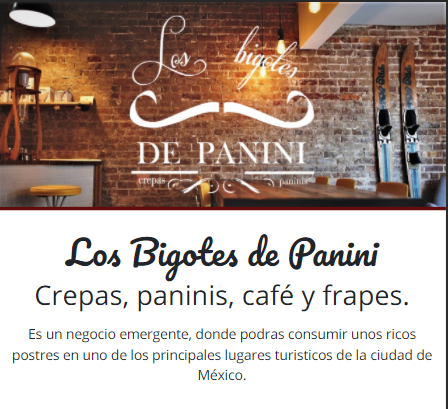 Los bigotes
DE PANINI
crepas paninis
Los Bigotes de Panini
Crepas, paninis, café y frapes.
Es un negocio emergente, donde podras consumir unos ricos
postres en uno de los principales lugares turisticos de la ciudad de
México.